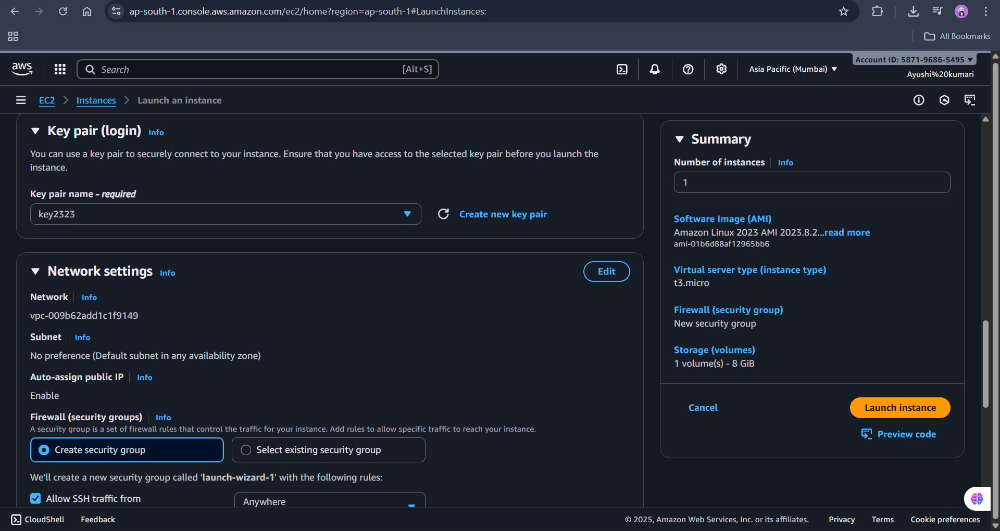 ap-south-1.console.aws.amazon.com/ec2/home?region=ap-south-1#LaunchInstances:
All Bookmarks
aws
Search
[Alt+S]
Asia Pacific (Mumbai)
Account ID: 5871-9686-5495
Ayushi%20kumari
EC2
Instances
Launch an instance
Key pair (login) Info
You can use a key pair to securely connect to your instance. Ensure that you have access to the selected key pair before you launch the
instance.
Key pair name - required
key2323
Create new key pair
Network settings Info
Edit
Network
Info
vpc-009b62add1c1f9149
Subnet
Info
No preference (Default subnet in any availability zone)
Auto-assign public IP
Info
Enable
Firewall (security groups)
Info
A security group is a set of firewall rules that control the traffic for your instance. Add rules to allow specific traffic to reach your instance.
Create security group
Select existing security group
We'll create a new security group called 'launch-wizard-1' with the following rules:
Allow SSH traffic from
Anywhere
Summary
Number of instances
Info
1
Software Image (AMI)
Amazon Linux 2023 AMI 2023.8.2...read more
ami-01b6d88af12965bb6
Virtual server type (instance type)
t3.micro
Firewall (security group)
New security group
Storage (volumes)
1 volume(s) - 8 GiB
Cancel
Launch instance
Preview code
CloudShell
Feedback
© 2025, Amazon Web Services, Inc. or its affiliates.
Privacy
Terms
Cookie preferences